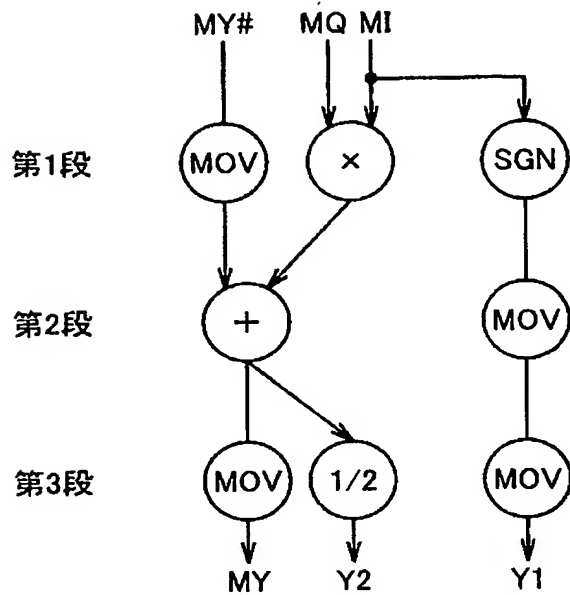 MY# MQ MI
第1段 MOV × SGN
第2段 + MOV
第3段 MOV 1/2 MOV
MY Y2 Y1